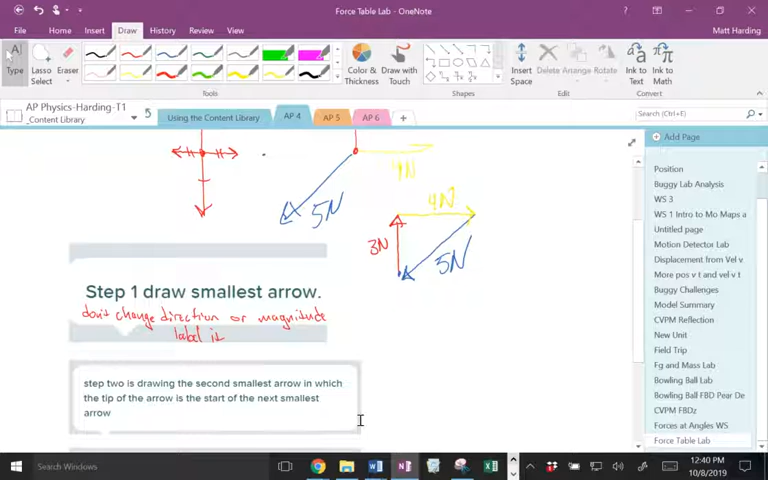 Force Table Lab - OneNote
Matt Harding
File Home Insert Draw History Review View
Type
Lasso Select
Eraser
Color & Thickness
Draw with Touch
Insert Space
Delete Arrange Rotate
Ink to Text
Ink to Math
Tools
Shapes
Edit
Convert
AP Physics-Harding-T1
_Content Library
Using the Content Library AP 4 AP 5 AP 6 +
Search (Ctrl+E)
Add Page
Position
Buggy Lab Analysis
WS 3
WS 1 Intro to Mo Maps a
Untitled page
Motion Detector Lab
Displacement from Vel v
More pos v t and vel v t
Buggy Challenges
Model Summary
CVPM Reflection
New Unit
Field Trip
Fg and Mass Lab
Bowling Ball Lab
Bowling Ball FBD Pear De
CVPM FBDz
Forces at Angles WS
Force Table Lab
5N
4N
3N
5N
Step 1 draw smallest arrow.
don't change direction or magnitude
label it
step two is drawing the second smallest arrow in which
the tip of the arrow is the start of the next smallest
arrow
Search Windows
12:40 PM
10/8/2019